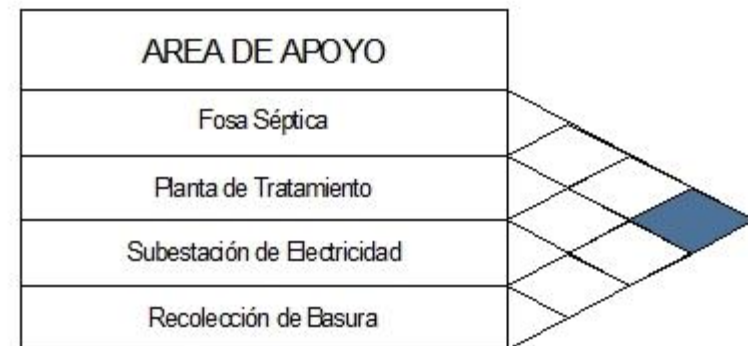 AREA DE APOYO
Fosa Séptica
Planta de Tratamiento
Subestación de Electricidad
Recolección de Basura